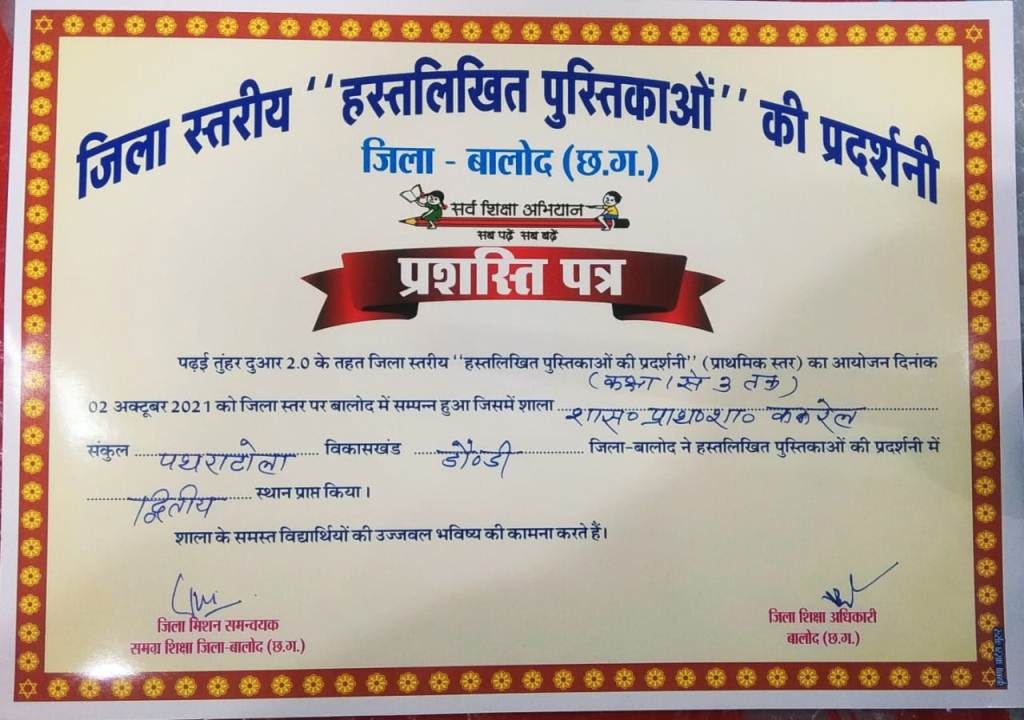 जिला स्तरीय ‘‘हस्तलिखित पुस्तिकाओं’’ की प्रदर्शनी
जिला - बालोद (छ.ग.)
सर्व शिक्षा अभियान
सब पढ़ें सब बढ़ें
प्रशस्ति पत्र
पढ़ई तुंहर दुआर 2.0 के तहत जिला स्तरीय ‘‘हस्तलिखित पुस्तिकाओं की प्रदर्शनी’’ (प्राथमिक स्तर) का आयोजन दिनांक
(कक्षा 1 से 3 तक)
02 अक्टूबर 2021 को जिला स्तर पर बालोद में सम्पन्न हुआ जिसमें शाला शास० प्राथ० शा० ककरेल
संकुल पथराटोला विकासखंड डौण्डी जिला-बालोद ने हस्तलिखित पुस्तिकाओं की प्रदर्शनी में
द्वितीय स्थान प्राप्त किया।
शाला के समस्त विद्यार्थियों की उज्जवल भविष्य की कामना करते हैं।
जिला मिशन समन्वयक
समग्र शिक्षा जिला-बालोद (छ.ग.)
जिला शिक्षा अधिकारी
बालोद (छ.ग.)